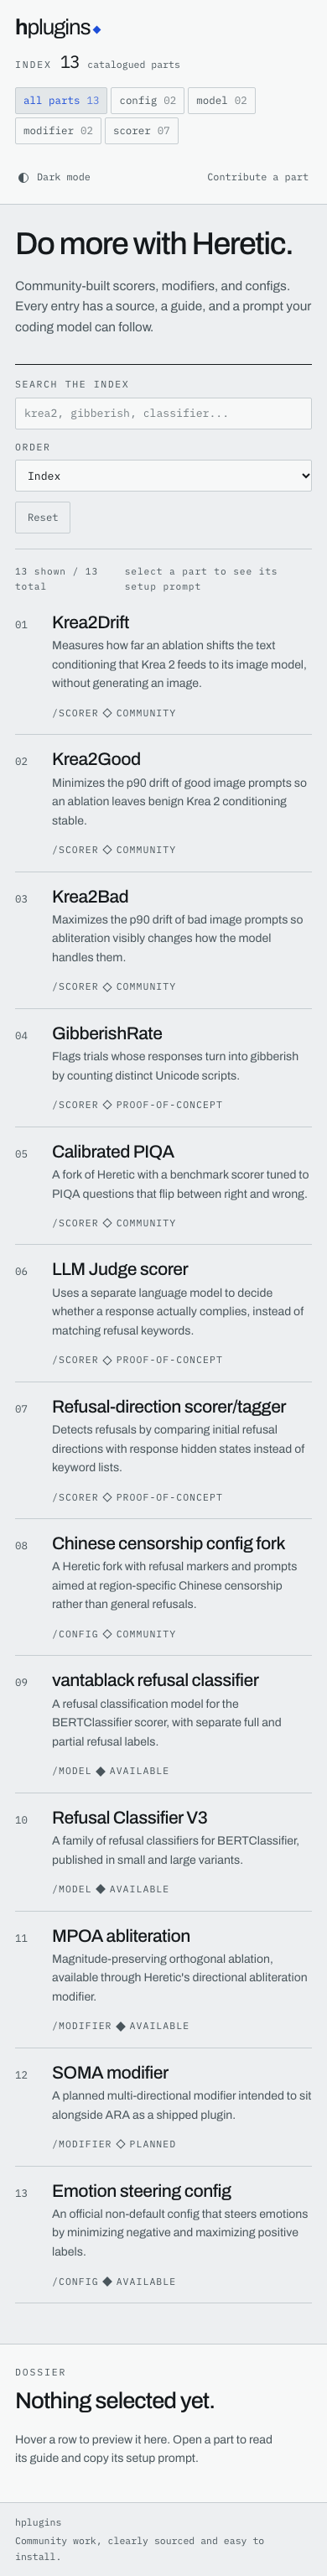 hplugins
INDEX 13 catalogued parts
all parts 13 config 02 model 02
modifier 02 scorer 07
Dark mode Contribute a part
Do more with Heretic.
Community-built scorers, modifiers, and configs.
Every entry has a source, a guide, and a prompt your
coding model can follow.
SEARCH THE INDEX
krea2, gibberish, classifier...
ORDER
Index
Reset
13 shown / 13 total
select a part to see its setup prompt
01 Krea2Drift
Measures how far an ablation shifts the text
conditioning that Krea 2 feeds to its image model,
without generating an image.
/SCORER ◇ COMMUNITY
02 Krea2Good
Minimizes the p90 drift of good image prompts so
an ablation leaves benign Krea 2 conditioning
stable.
/SCORER ◇ COMMUNITY
03 Krea2Bad
Maximizes the p90 drift of bad image prompts so
abliteration visibly changes how the model
handles them.
/SCORER ◇ COMMUNITY
04 GibberishRate
Flags trials whose responses turn into gibberish
by counting distinct Unicode scripts.
/SCORER ◇ PROOF-OF-CONCEPT
05 Calibrated PIQA
A fork of Heretic with a benchmark scorer tuned to
PIQA questions that flip between right and wrong.
/SCORER ◇ COMMUNITY
06 LLM Judge scorer
Uses a separate language model to decide
whether a response actually complies, instead of
matching refusal keywords.
/SCORER ◇ PROOF-OF-CONCEPT
07 Refusal-direction scorer/tagger
Detects refusals by comparing initial refusal
directions with response hidden states instead of
keyword lists.
/SCORER ◇ PROOF-OF-CONCEPT
08 Chinese censorship config fork
A Heretic fork with refusal markers and prompts
aimed at region-specific Chinese censorship
rather than general refusals.
/CONFIG ◇ COMMUNITY
09 vantablack refusal classifier
A refusal classification model for the
BERTClassifier scorer, with separate full and
partial refusal labels.
/MODEL ◆ AVAILABLE
10 Refusal Classifier V3
A family of refusal classifiers for BERTClassifier,
published in small and large variants.
/MODEL ◆ AVAILABLE
11 MPOA abliteration
Magnitude-preserving orthogonal ablation,
available through Heretic's directional abliteration
modifier.
/MODIFIER ◆ AVAILABLE
12 SOMA modifier
A planned multi-directional modifier intended to sit
alongside ARA as a shipped plugin.
/MODIFIER ◇ PLANNED
13 Emotion steering config
An official non-default config that steers emotions
by minimizing negative and maximizing positive
labels.
/CONFIG ◆ AVAILABLE
DOSSIER
Nothing selected yet.
Hover a row to preview it here. Open a part to read
its guide and copy its setup prompt.
hplugins
Community work, clearly sourced and easy to
install.